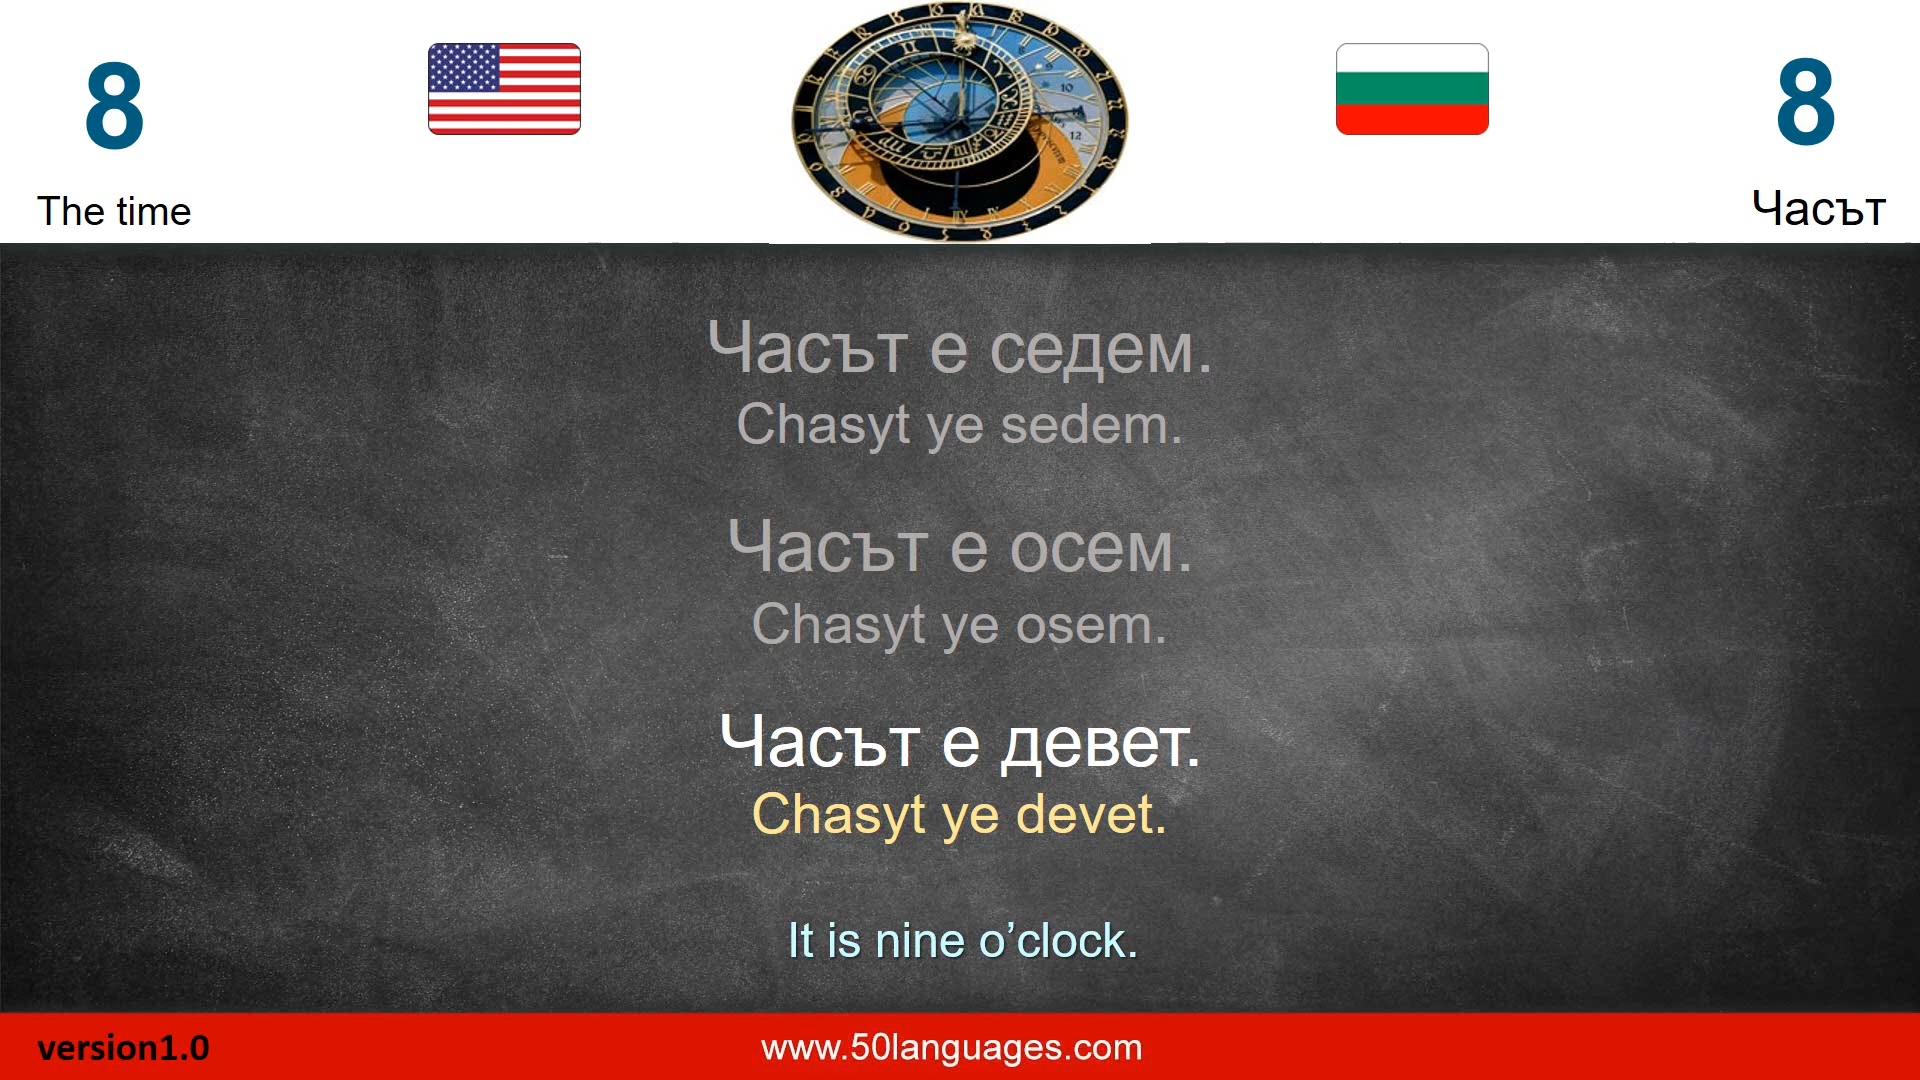 8
8
The time
Часът
Часът е седем.
Chasyt ye sedem.
Часът е осем.
Chasyt ye osem.
Часът е девет.
Chasyt ye devet.
It is nine o’clock.
version1.0
www.50languages.com